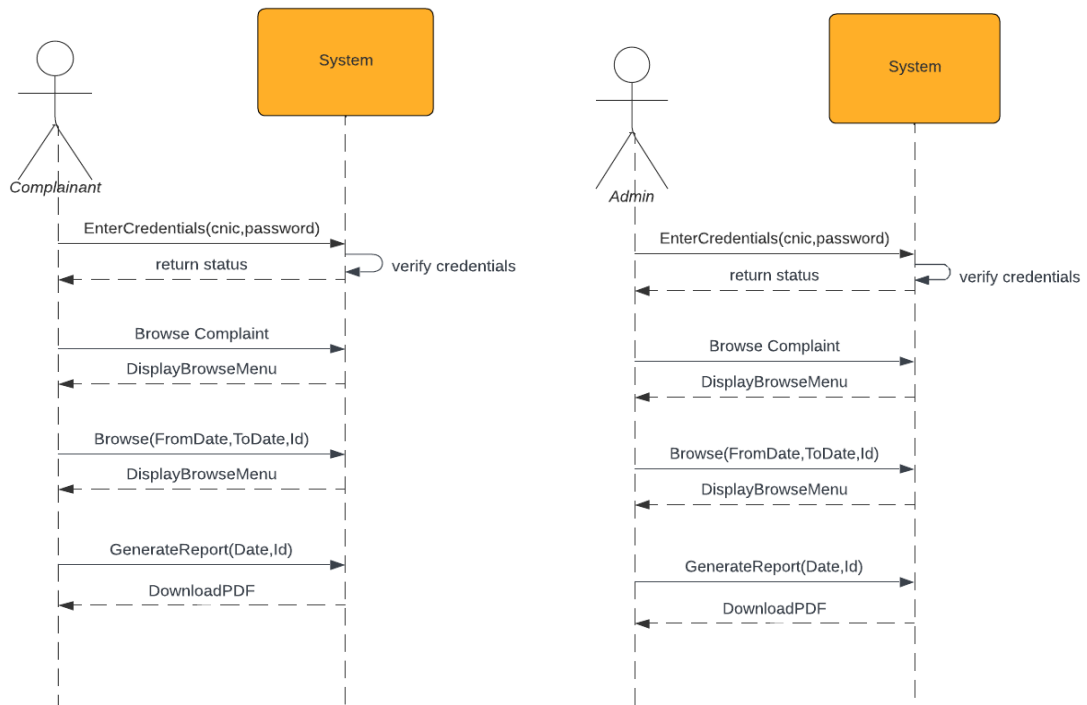 System
Complainant
EnterCredentials(cnic,password)
verify credentials
return status
Browse Complaint
DisplayBrowseMenu
Browse(FromDate,ToDate,Id)
DisplayBrowseMenu
GenerateReport(Date,Id)
DownloadPDF
System
Admin
EnterCredentials(cnic,password)
return status
verify credentials
Browse Complaint
DisplayBrowseMenu
Browse(FromDate,ToDate,Id)
DisplayBrowseMenu
GenerateReport(Date,Id)
DownloadPDF